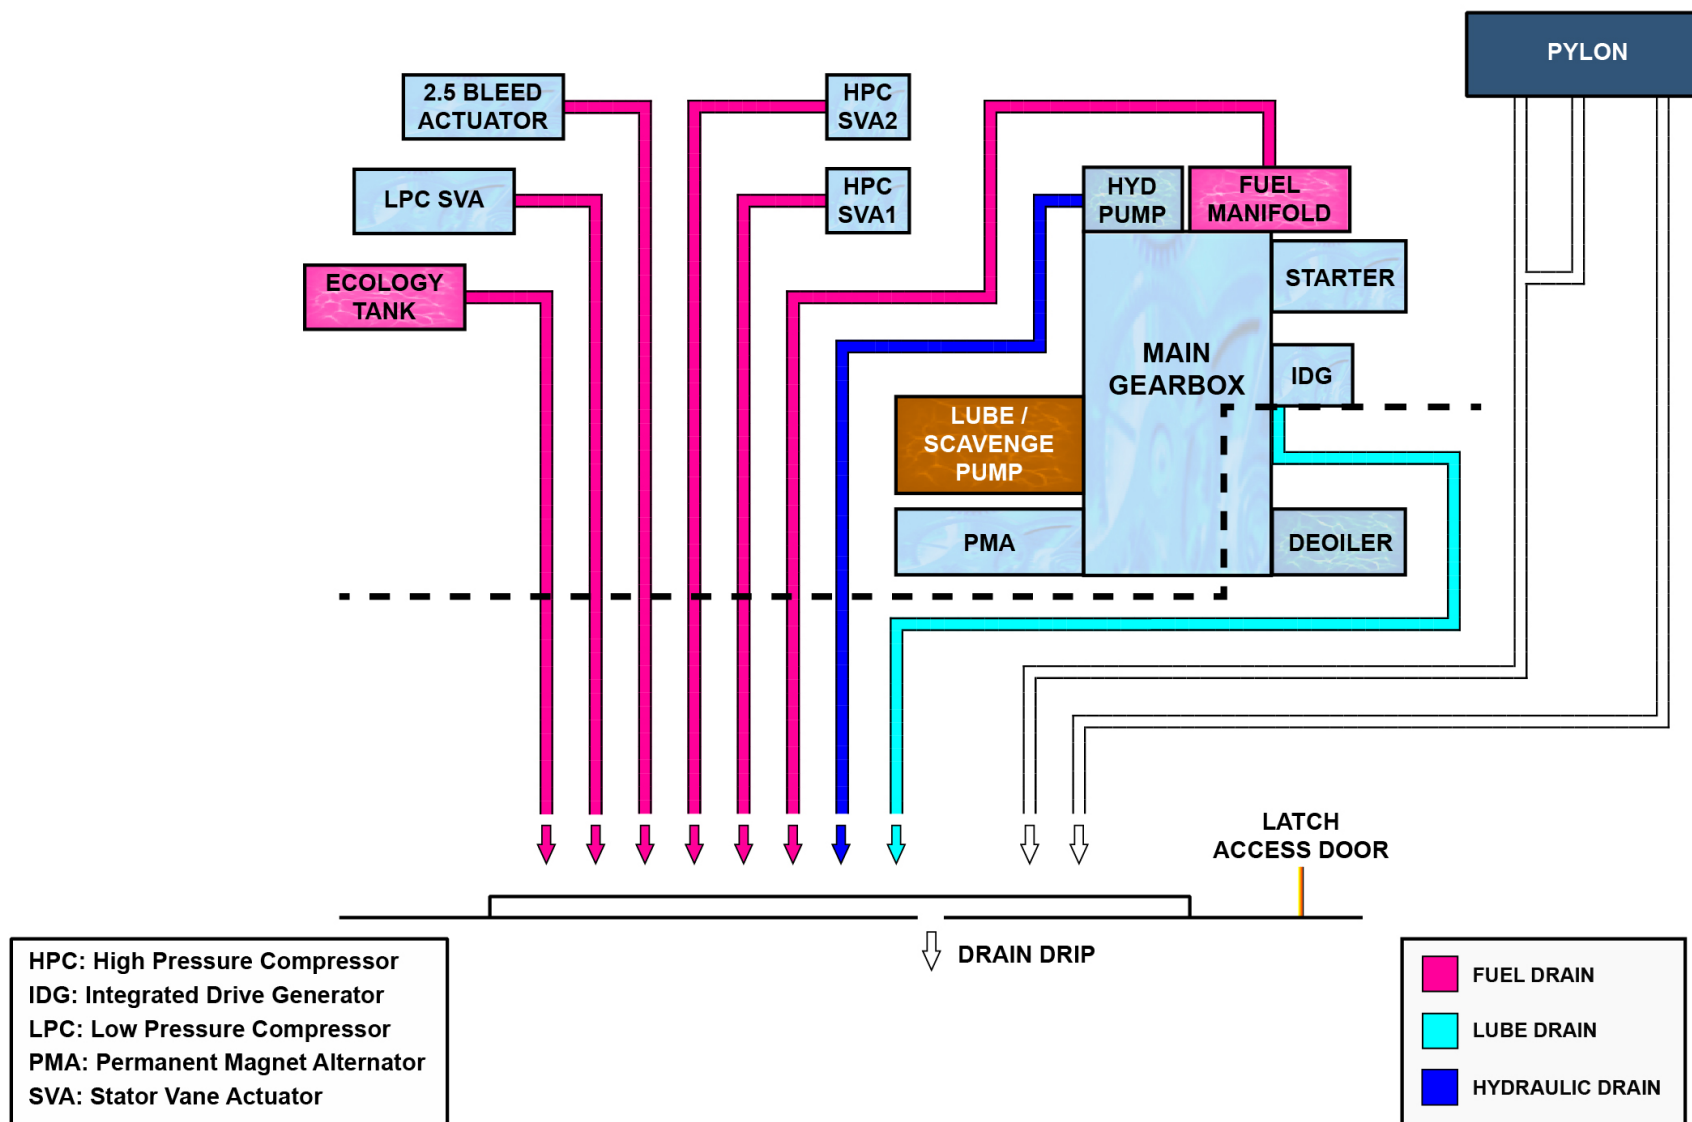 PYLON
2.5 BLEED
ACTUATOR
HPC
SVA2
LPC SVA
HPC
SVA1
HYD
PUMP
FUEL
MANIFOLD
ECOLOGY
TANK
STARTER
MAIN
GEARBOX
IDG
LUBE /
SCAVENGE
PUMP
PMA
DEOILER
LATCH
ACCESS DOOR
DRAIN DRIP
HPC: High Pressure Compressor
IDG: Integrated Drive Generator
LPC: Low Pressure Compressor
PMA: Permanent Magnet Alternator
SVA: Stator Vane Actuator
FUEL DRAIN
LUBE DRAIN
HYDRAULIC DRAIN